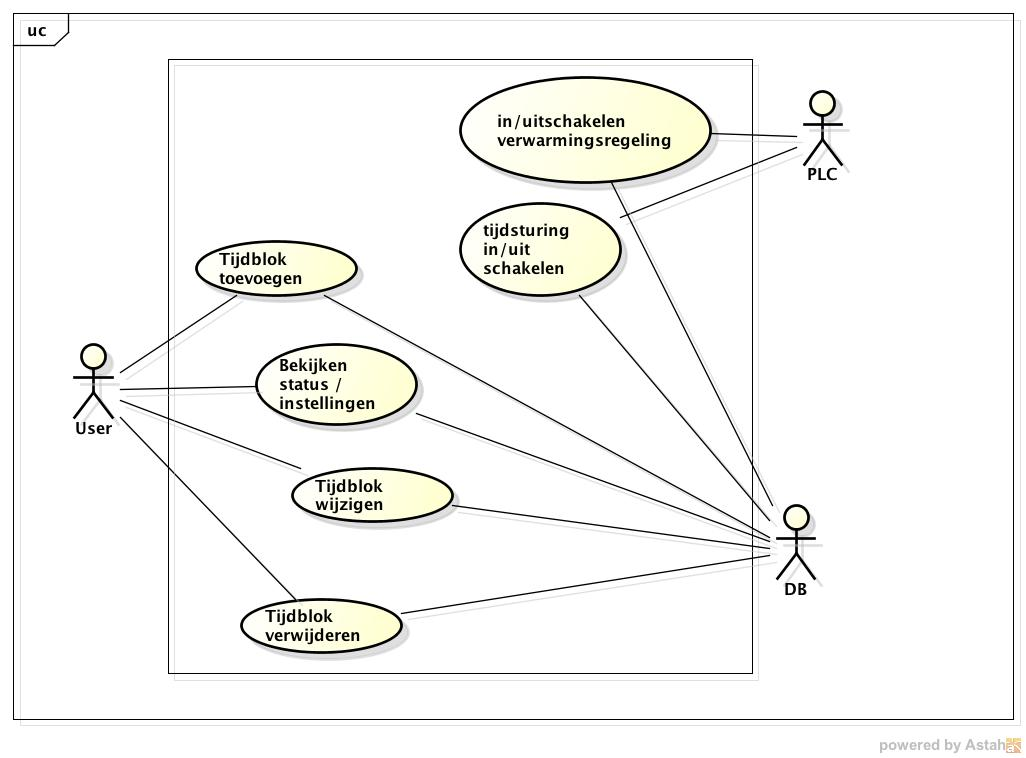 uc
in/uitschakelen
verwarmingsregeling
PLC
tijdsturing
in/uit
schakelen
Tijdblok
toevoegen
Bekijken
status /
instellingen
User
Tijdblok
wijzigen
DB
Tijdblok
verwijderen
powered by Astah